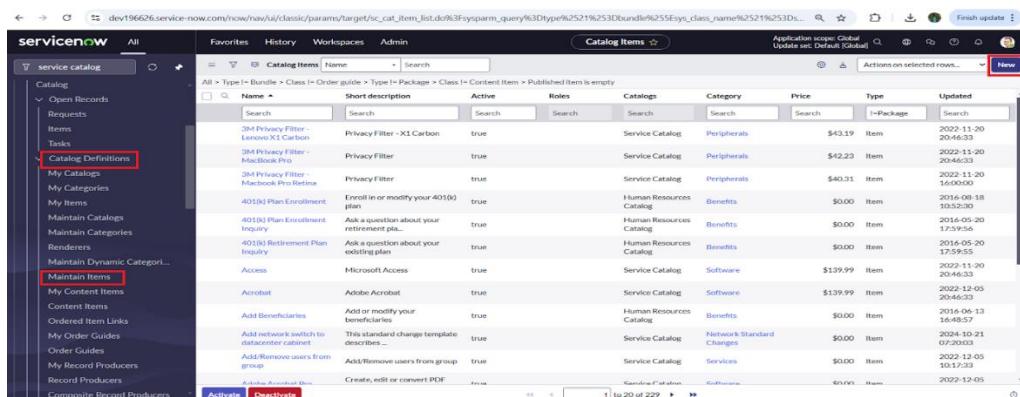 dev196626.service-now.com/now/nav/ui/classic/params/target/sc_cat_item_list.do%3Fsysparm_query%3Dtype%2521%253Dbundle%255Esys_class_name%2521%253Ds...
Finish update
servicenow All Favorites History Workspaces Admin Catalog Items Application scope: Global
Update set: Default [Global]
service catalog
Catalog Items Name Search Actions on selected rows... New
All > Type != Bundle > Class != Order guide > Type != Package > Class != Content Item > Published item is empty
Catalog
Open Records
Requests
Items
Tasks
Catalog Definitions
My Catalogs
My Categories
My Items
Maintain Catalogs
Maintain Categories
Renderers
Maintain Dynamic Categori...
Maintain Items
My Content Items
Content Items
Ordered Item Links
My Order Guides
Order Guides
My Record Producers
Record Producers
Composite Record Producers
Name Short description Active Roles Catalogs Category Price Type Updated
Search Search Search Search Search Search Search !=Package Search
3M Privacy Filter - Lenovo X1 Carbon Privacy Filter - X1 Carbon true Service Catalog Peripherals $43.19 Item 2022-11-20 20:46:33
3M Privacy Filter - MacBook Pro Privacy Filter true Service Catalog Peripherals $42.23 Item 2022-11-20 20:46:33
3M Privacy Filter - Macbook Pro Retina Privacy Filter true Service Catalog Peripherals $40.31 Item 2022-11-20 16:00:00
401(k) Plan Enrollment Enroll in or modify your 401(k) plan true Human Resources Catalog Benefits $0.00 Item 2016-08-18 10:52:30
401(k) Plan Enrollment Inquiry Ask a question about your retirement pla... true Human Resources Catalog Benefits $0.00 Item 2016-05-20 17:59:56
401(k) Retirement Plan Inquiry Ask a question about your existing plan true Human Resources Catalog Benefits $0.00 Item 2016-05-20 17:59:55
Access Microsoft Access true Service Catalog Software $139.99 Item 2022-11-20 20:46:33
Acrobat Adobe Acrobat true Service Catalog Software $139.99 Item 2022-12-05 20:46:33
Add Beneficiaries Add or modify your beneficiaries true Human Resources Catalog Benefits $0.00 Item 2016-06-13 16:48:57
Add network switch to datacenter cabinet This standard change template describes ... true Service Catalog Network Standard Changes $0.00 Item 2024-10-21 07:20:03
Add/Remove users from group Add/Remove users from group true Service Catalog Services $0.00 Item 2022-12-05 10:17:33
Adobe Acrobat Pro Create, edit or convert PDF true Service Catalog Software $0.00 Item 2022-12-05
Activate Deactivate 1 to 20 of 229